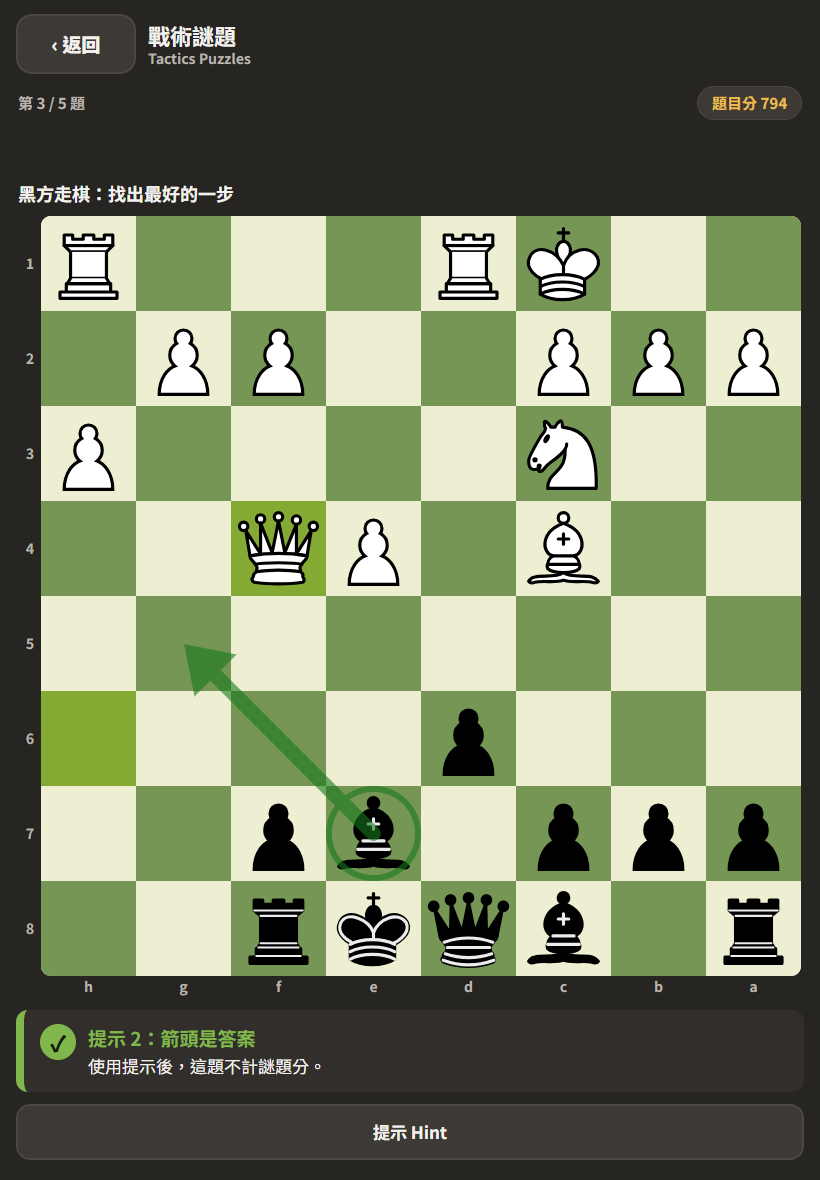 ‹ 返回
戰術謎題
Tactics Puzzles
第 3 / 5 題
題目分 794
黑方走棋：找出最好的一步
1
2
3
4
5
6
7
8
h g f e d c b a
提示 2：箭頭是答案
使用提示後，這題不計謎題分。
提示 Hint